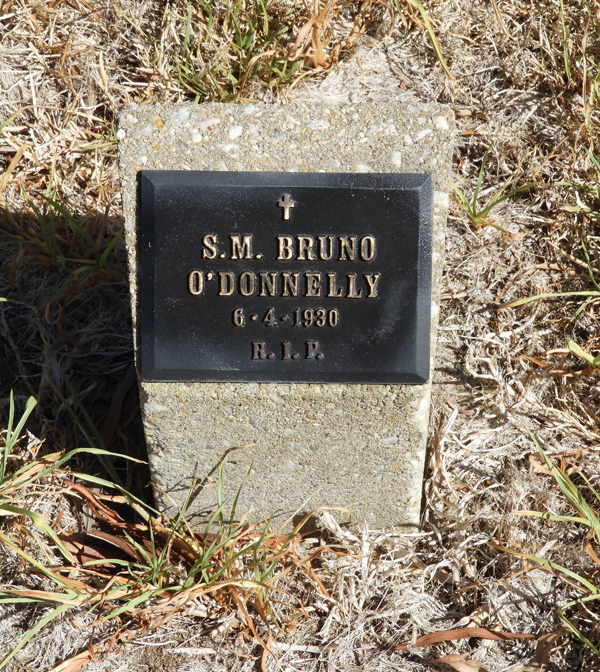 S.M. BRUNO
O'DONNELLY
6·4·1930
R.I.P.